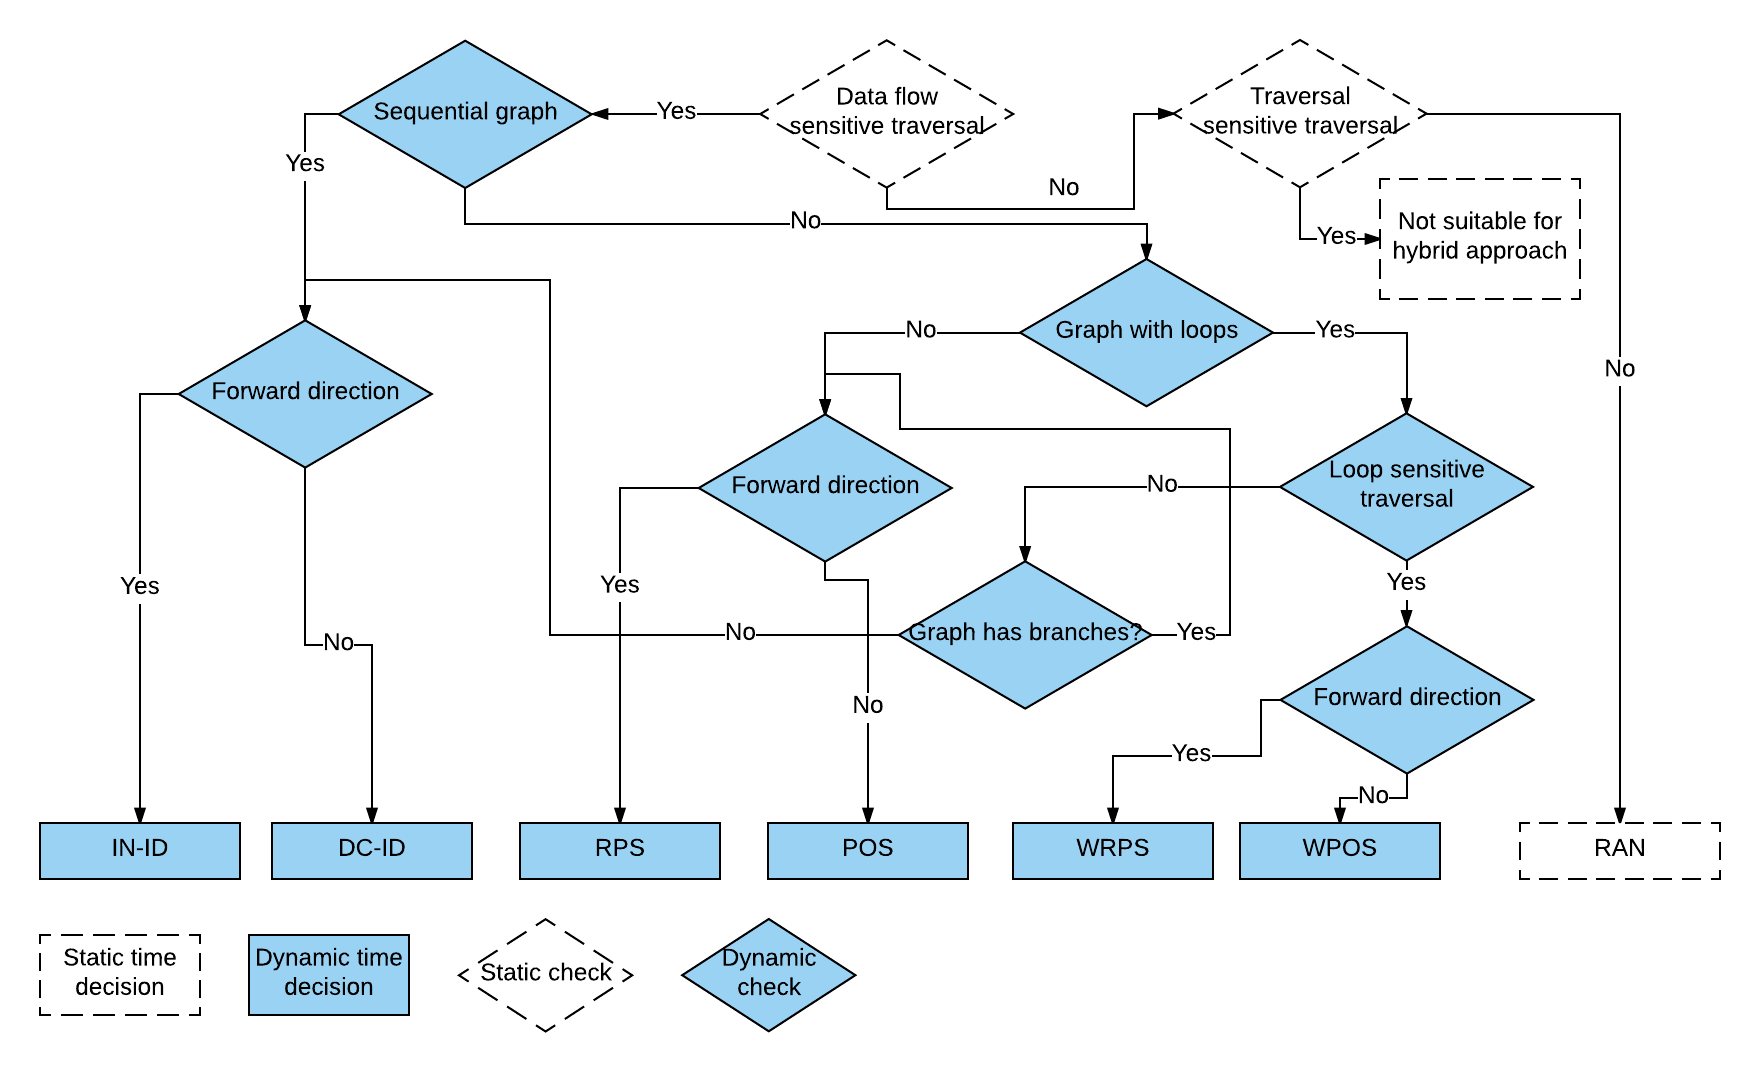 Sequential graph
Yes
Data flow
sensitive traversal
Traversal
sensitive traversal
Yes
No
No
Yes
Not suitable for
hybrid approach
No
Graph with loops
Yes
No
Forward direction
Forward direction
No
Loop sensitive
traversal
Yes
Yes
Yes
No
No
Graph has branches?
Yes
No
Forward direction
Yes
No
IN-ID
DC-ID
RPS
POS
WRPS
WPOS
RAN
Static time
decision
Dynamic time
decision
Static check
Dynamic
check